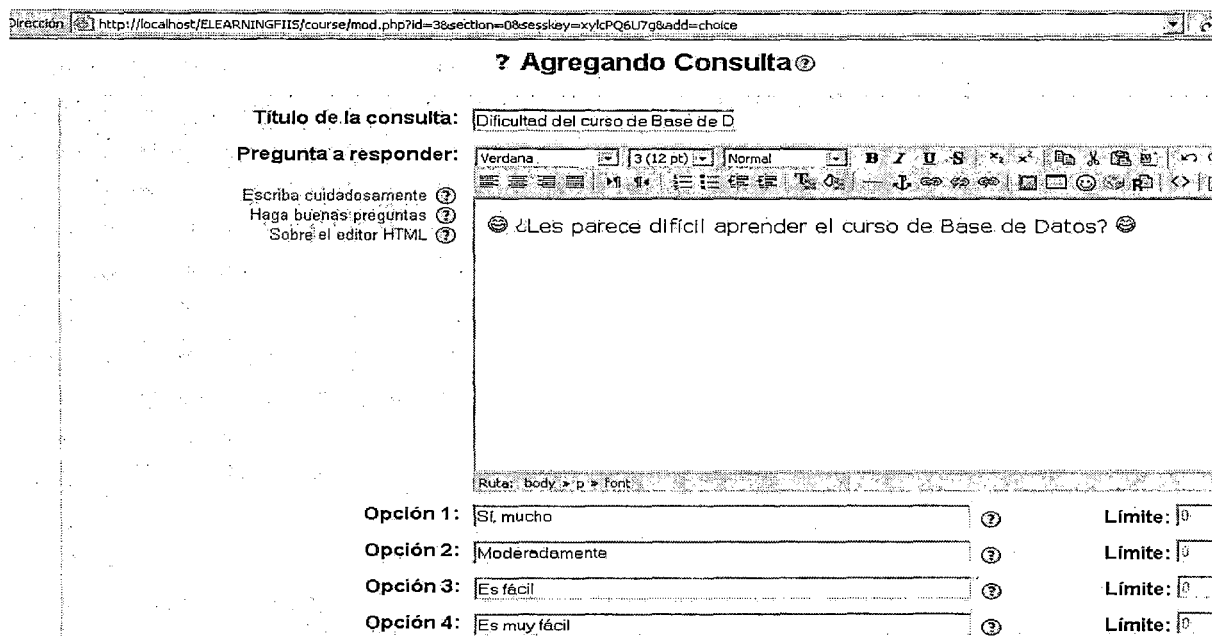 Dirección http://localhost/ELEARNINGFIIS/course/mod.php?id=3&section=0&sesskey=xylcPQ6U7g&add=choice
? Agregando Consulta ?
Título de la consulta: Dificultad del curso de Base de D
Pregunta a responder: Verdana 3 (12 pt) Normal B I U S
Escriba cuidadosamente ?
Haga buenas preguntas ?
Sobre el editor HTML ?
¿Les parece difícil aprender el curso de Base de Datos?
Ruta: body » p » font
Opción 1: Sí, mucho ? Límite: 0
Opción 2: Moderadamente ? Límite: 0
Opción 3: Es fácil ? Límite: 0
Opción 4: Es muy fácil ? Límite: 0